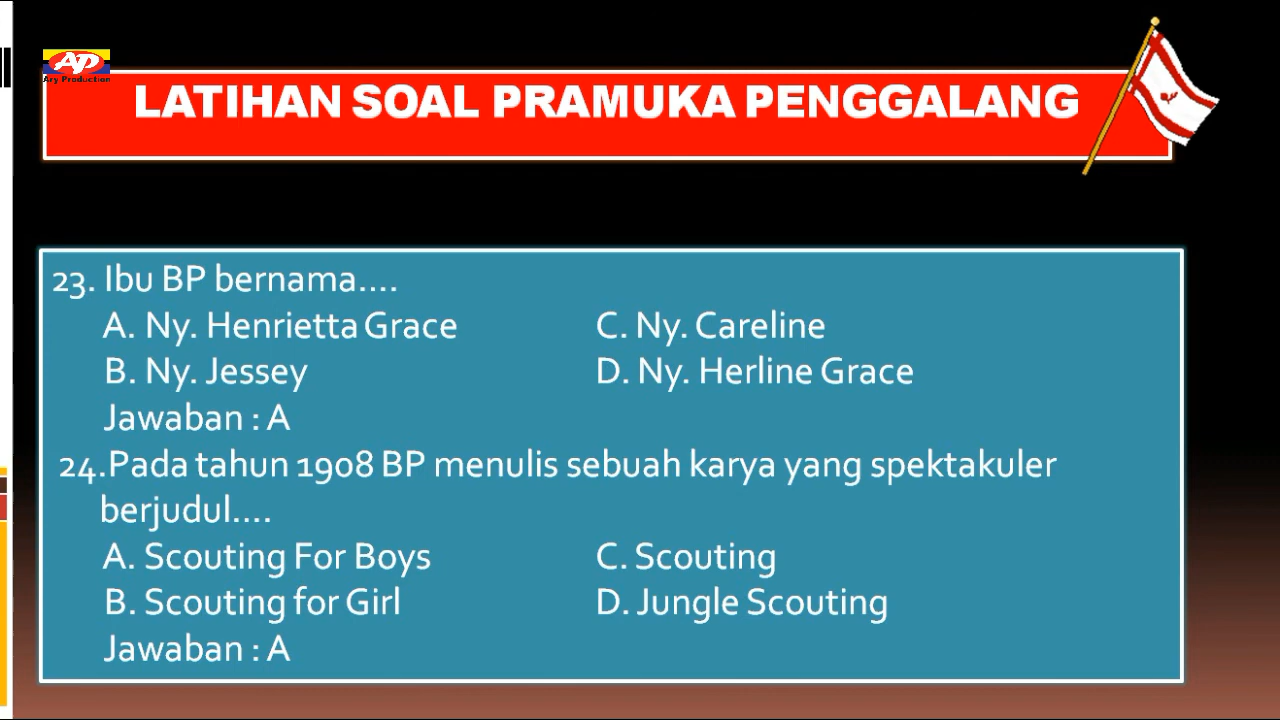 AP
Ary Production
LATIHAN SOAL PRAMUKA PENGGALANG
23. Ibu BP bernama....
A. Ny. Henrietta Grace C. Ny. Careline
B. Ny. Jessey D. Ny. Herline Grace
Jawaban : A
24.Pada tahun 1908 BP menulis sebuah karya yang spektakuler
berjudul....
A. Scouting For Boys C. Scouting
B. Scouting for Girl D. Jungle Scouting
Jawaban : A